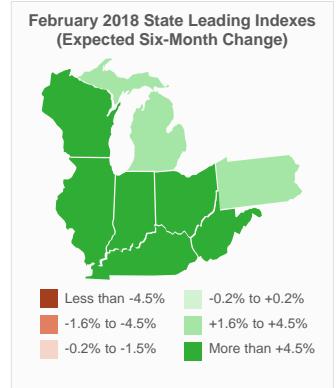 February 2018 State Leading Indexes
(Expected Six-Month Change)
Less than -4.5%
-0.2% to +0.2%
-1.6% to -4.5%
+1.6% to +4.5%
-0.2% to -1.5%
More than +4.5%